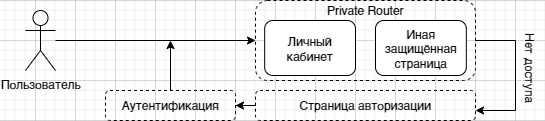 Private Router
Личный
кабинет
Иная
защищённая
страница
Нет доступа
Пользователь
Аутентификация
Страница авторизации